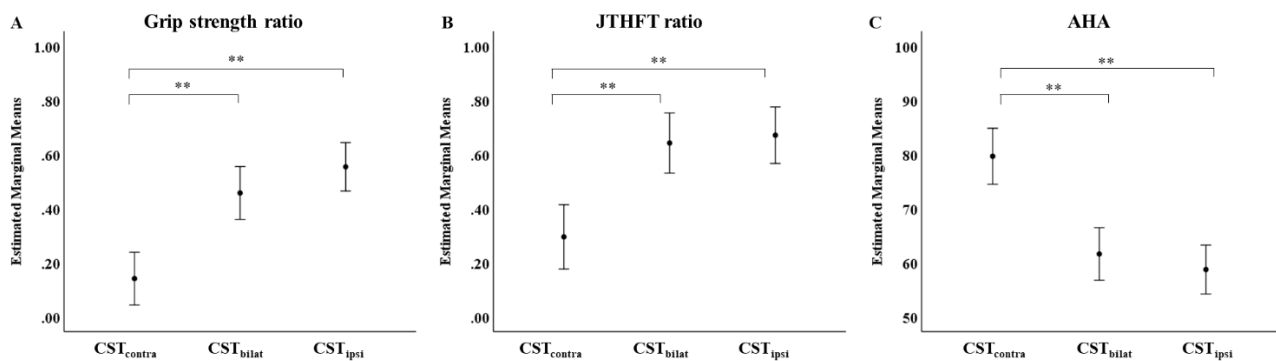 A Grip strength ratio
Estimated Marginal Means
1.00
.80
.60
.40
.20
.00
**
**
CSTcontra CSTbilat CSTipsi
B JTHFT ratio
Estimated Marginal Means
1.00
.80
.60
.40
.20
.00
**
**
CSTcontra CSTbilat CSTipsi
C AHA
Estimated Marginal Means
100
90
80
70
60
50
**
**
CSTcontra CSTbilat CSTipsi